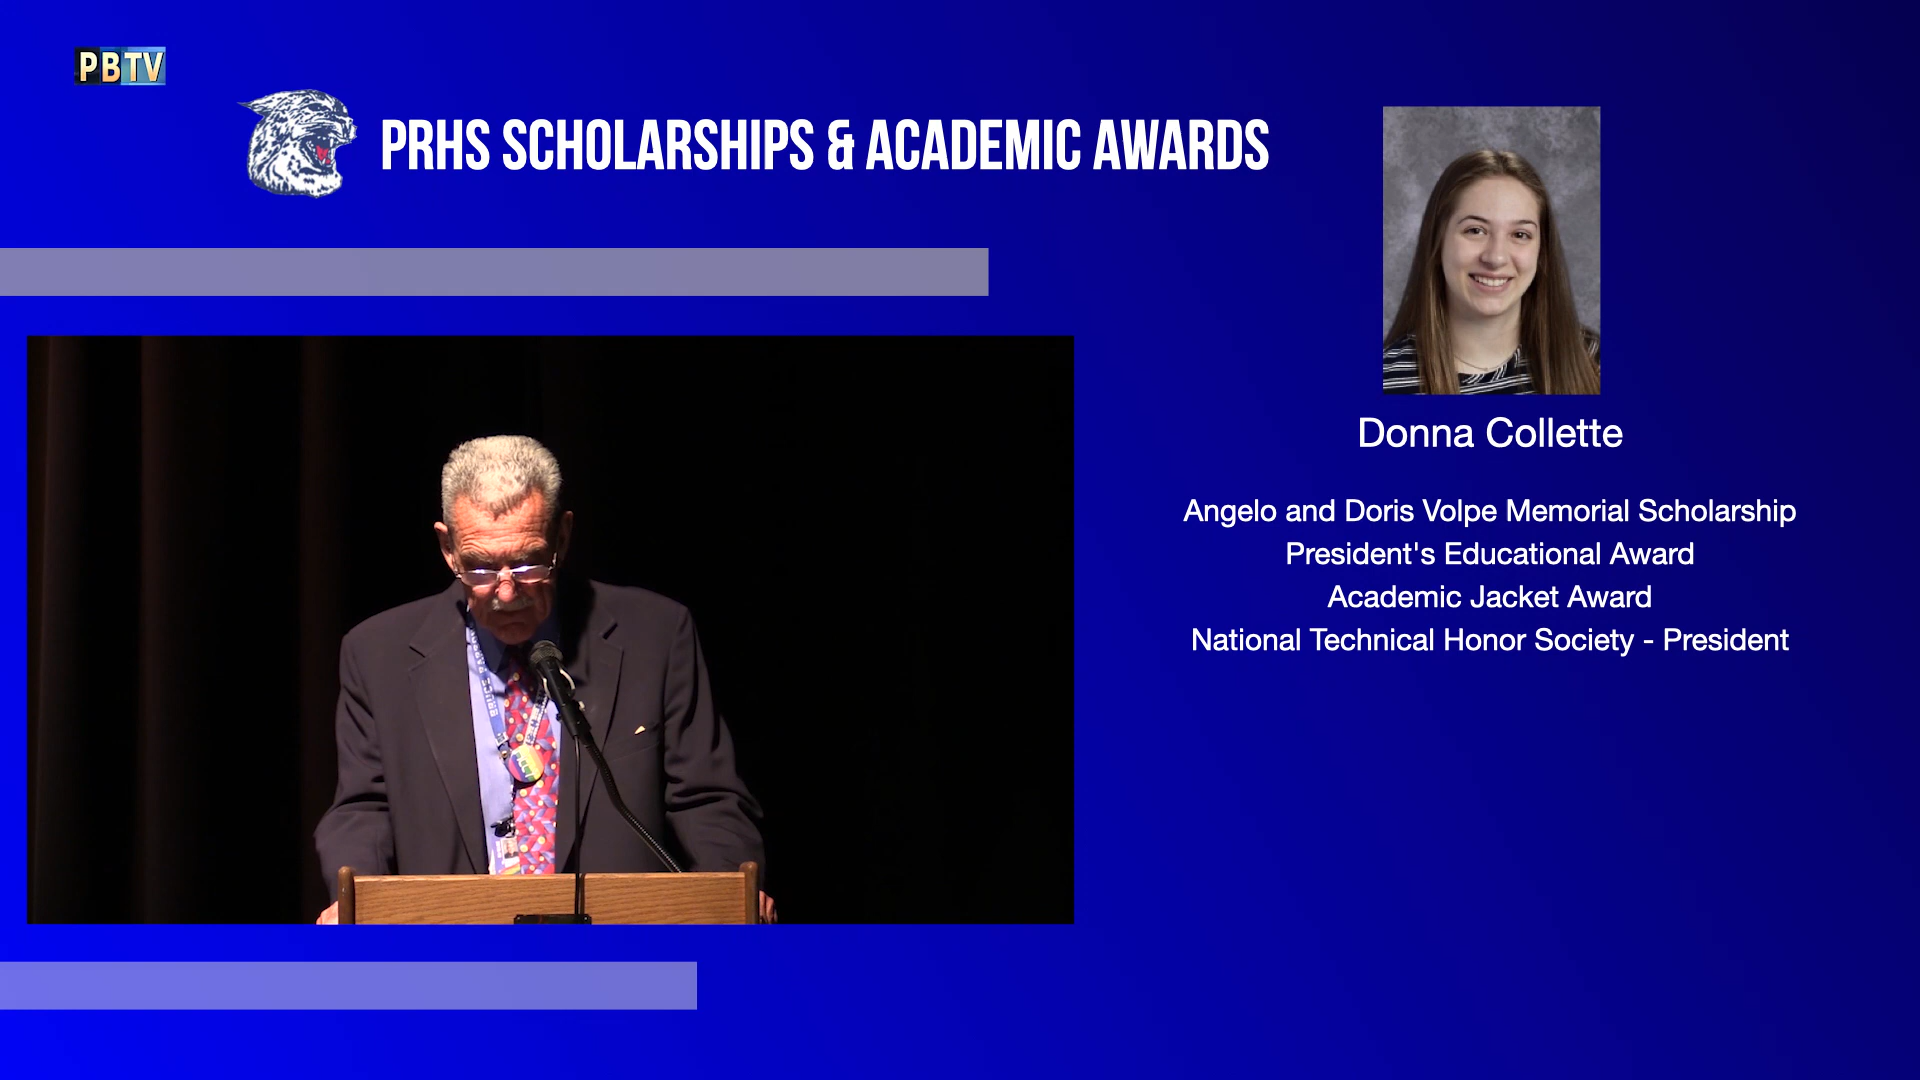 PBTV
PRHS SCHOLARSHIPS & ACADEMIC AWARDS
Donna Collette
Angelo and Doris Volpe Memorial Scholarship
President's Educational Award
Academic Jacket Award
National Technical Honor Society - President